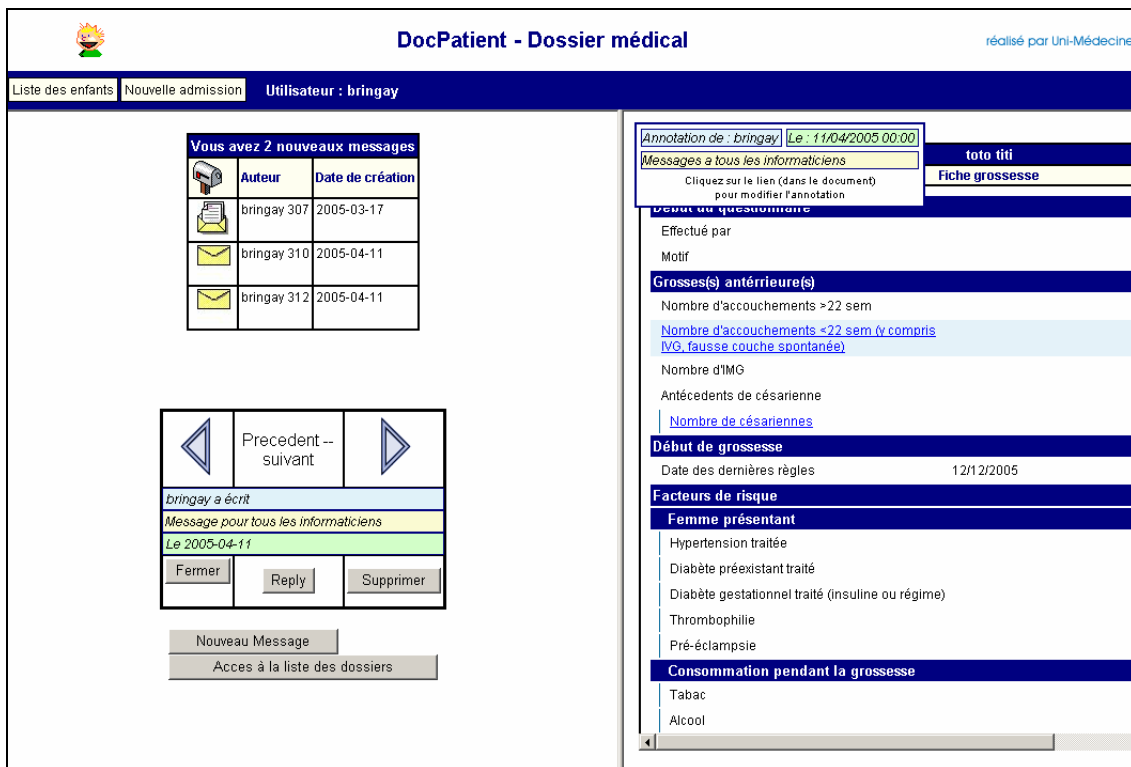 DocPatient - Dossier médical
réalisé par Uni-Médecine
Liste des enfants Nouvelle admission Utilisateur : bringay
Vous avez 2 nouveaux messages
Auteur Date de création
bringay 307 2005-03-17
bringay 310 2005-04-11
bringay 312 2005-04-11
Precedent --
suivant
bringay a écrit
Message pour tous les informaticiens
Le 2005-04-11
Fermer Reply Supprimer
Nouveau Message
Acces à la liste des dossiers
Annotation de : bringay Le : 11/04/2005 00:00
Messages a tous les informaticiens
Cliquez sur le lien (dans le document)
pour modifier l'annotation
toto titi
Fiche grossesse
Début du questionnaire
Effectué par
Motif
Grosses(s) antérrieure(s)
Nombre d'accouchements >22 sem
Nombre d'accouchements <22 sem (y compris
IVG, fausse couche spontanée)
Nombre d'IMG
Antécedents de césarienne
Nombre de césariennes
Début de grossesse
Date des dernières règles 12/12/2005
Facteurs de risque
Femme présentant
Hypertension traitée
Diabète préexistant traité
Diabète gestationnel traité (insuline ou régime)
Thrombophilie
Pré-éclampsie
Consommation pendant la grossesse
Tabac
Alcool